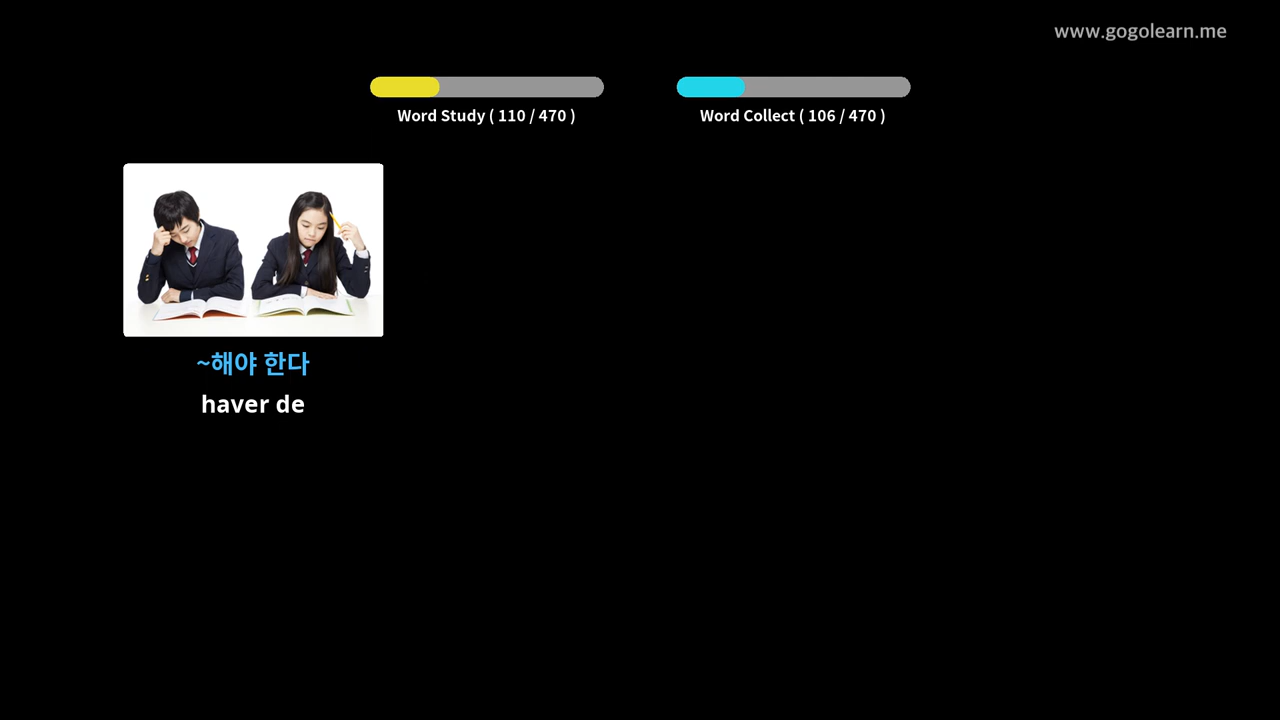 www.gogolearn.me
Word Study ( 110 / 470 )
Word Collect ( 106 / 470 )
~해야 한다
haver de